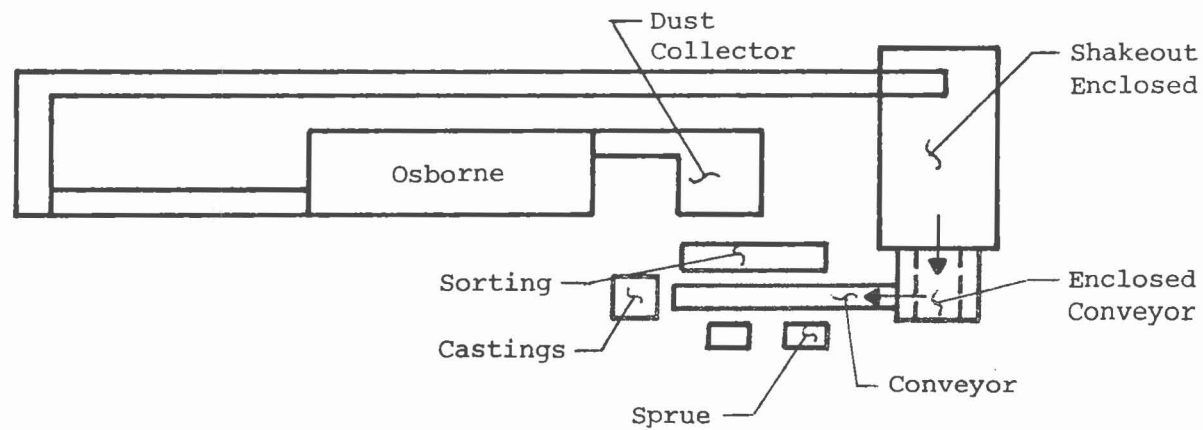 Dust
Collector
Shakeout
Enclosed
Osborne
Sorting
Enclosed
Conveyor
Castings
Conveyor
Sprue